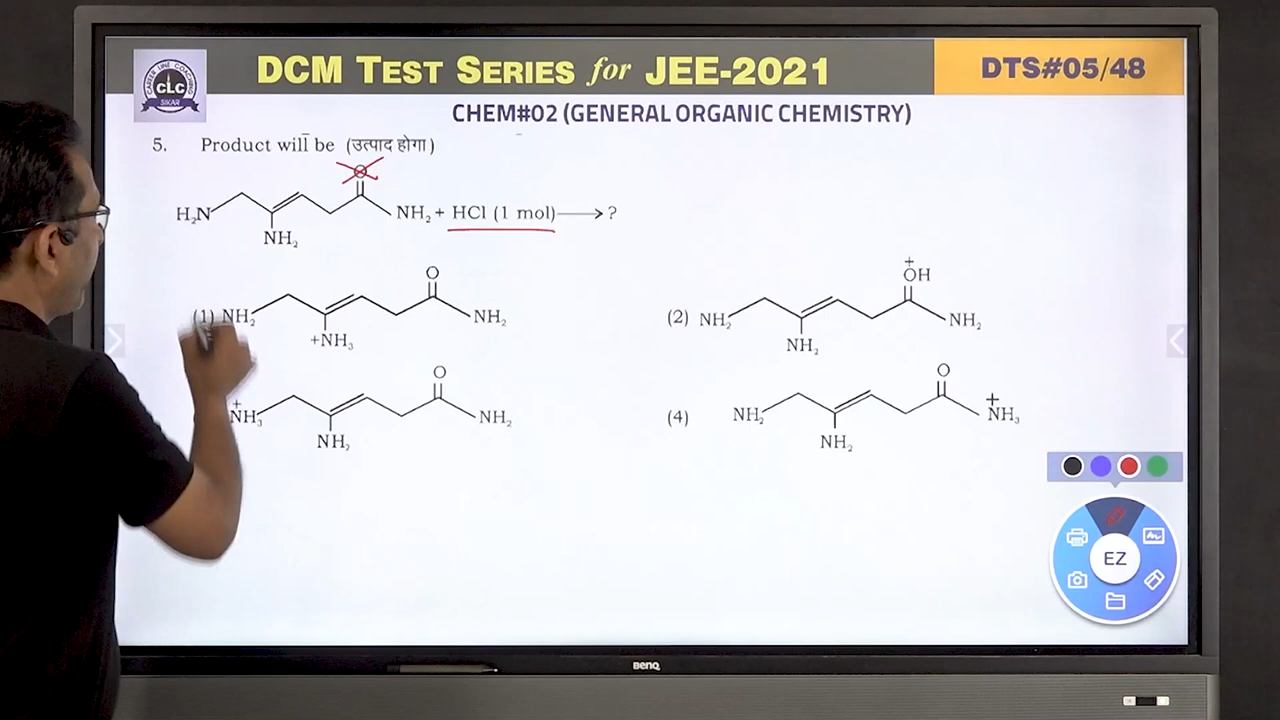 CAREER LINE COACHING
CLC
SIKAR
DCM TEST SERIES for JEE-2021
DTS#05/48
CHEM#02 (GENERAL ORGANIC CHEMISTRY)
5. Product will be (उत्पाद होगा)
O
H₂N NH₂ + HCl (1 mol) ⟶ ?
NH₂
O
(1) NH₂ NH₂
+NH₃
+
OH
(2) NH₂ NH₂
NH₂
O
+
NH₃ NH₂
NH₂
O
+
(4) NH₂ NH₃
NH₂
EZ
BenQ